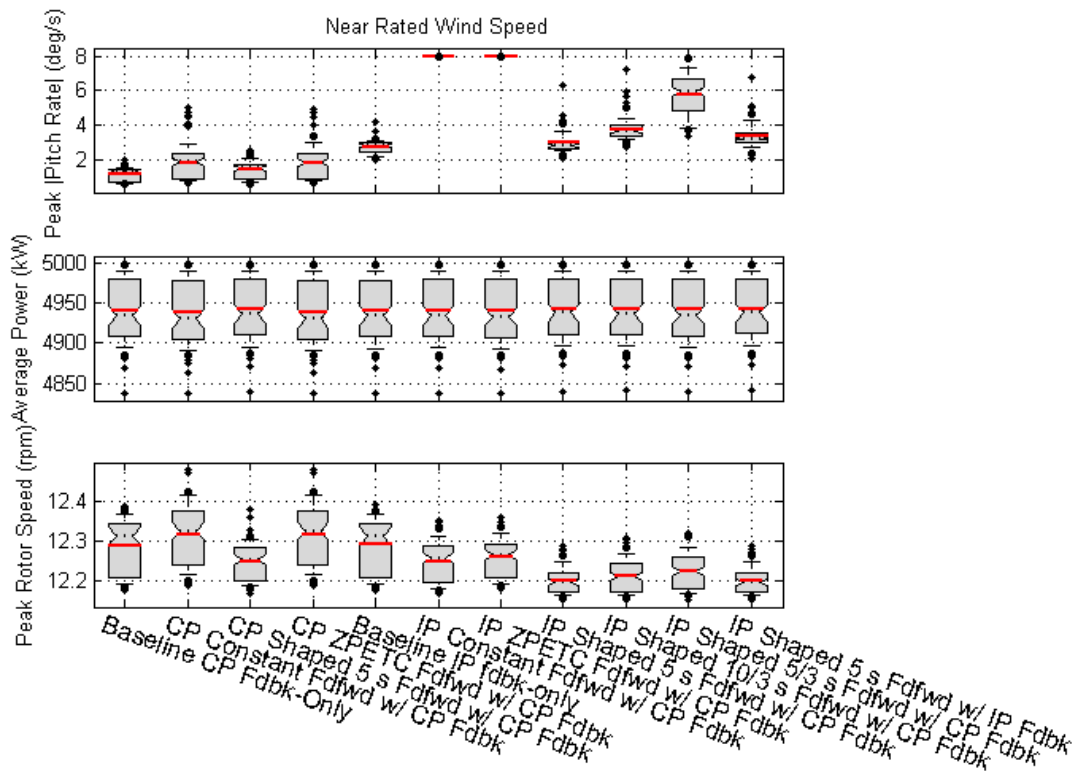 Near Rated Wind Speed
Peak |Pitch Rate| (deg/s)
8
6
4
2
Average Power (kW)
5000
4950
4900
4850
Peak Rotor Speed (rpm)
12.4
12.3
12.2
Baseline CP Fdbk-Only
CP Constant Fdfwd w/ CP Fdbk
CP Shaped 5 s Fdfwd w/ CP Fdbk
CP ZPETC Fdfwd w/ CP Fdbk
Baseline IP fdbk-only
IP Constant Fdfwd w/ CP Fdbk
IP ZPETC Fdfwd w/ CP Fdbk
IP Shaped 5 s Fdfwd w/ CP Fdbk
IP Shaped 10/3 s Fdfwd w/ CP Fdbk
IP Shaped 5/3 s Fdfwd w/ CP Fdbk
IP Shaped 5 s Fdfwd w/ IP Fdbk